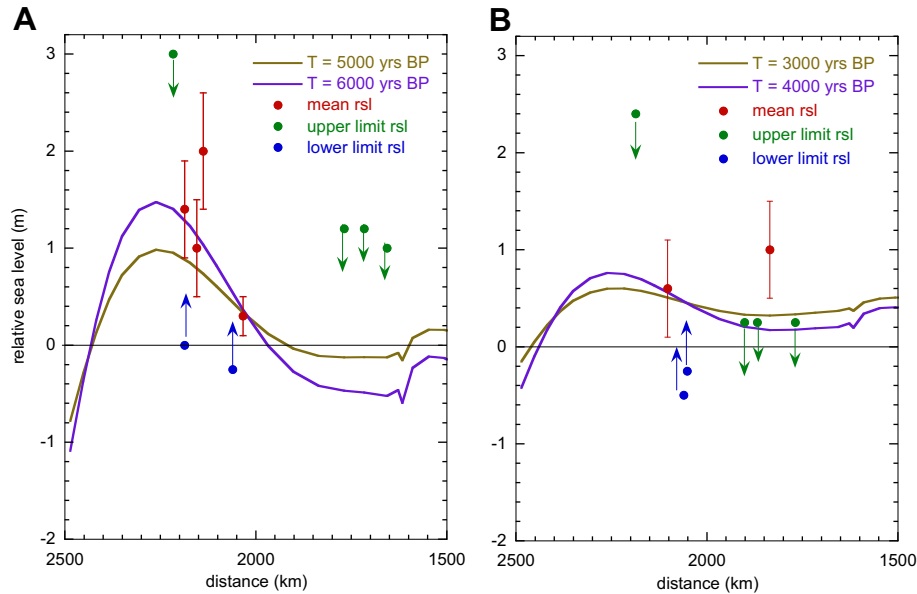 A
3
2
1
0
-1
-2
relative sea level (m)
T = 5000 yrs BP
T = 6000 yrs BP
mean rsl
upper limit rsl
lower limit rsl
2500
2000
1500
distance (km)
B
3
2
1
0
-1
-2
T = 3000 yrs BP
T = 4000 yrs BP
mean rsl
upper limit rsl
lower limit rsl
2500
2000
1500
distance (km)